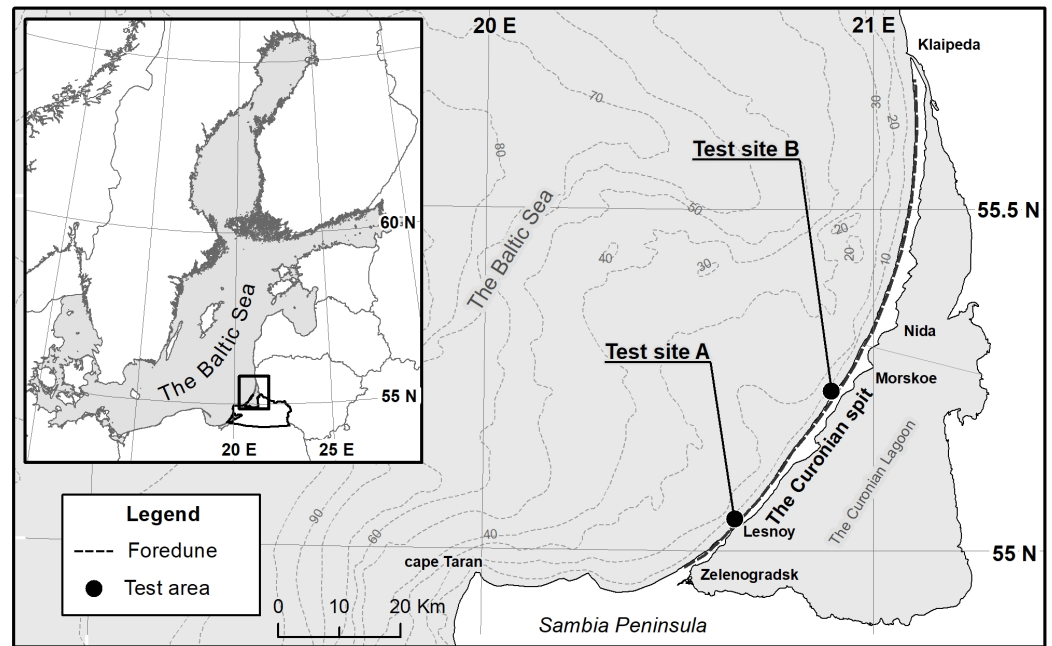 20 E
21 E
Klaipeda
70
30
20
80
Test site B
60 N
50
55.5 N
20
20
10
40
30
The Baltic Sea
The Baltic Sea
Nida
Test site A
Morskoe
55 N
20 E
25 E
The Curonian spit
The Curonian Lagoon
90
60
40
Lesnoy
55 N
cape Taran
Zelenogradsk
Legend
Foredune
Test area
0 10 20 Km
Sambia Peninsula